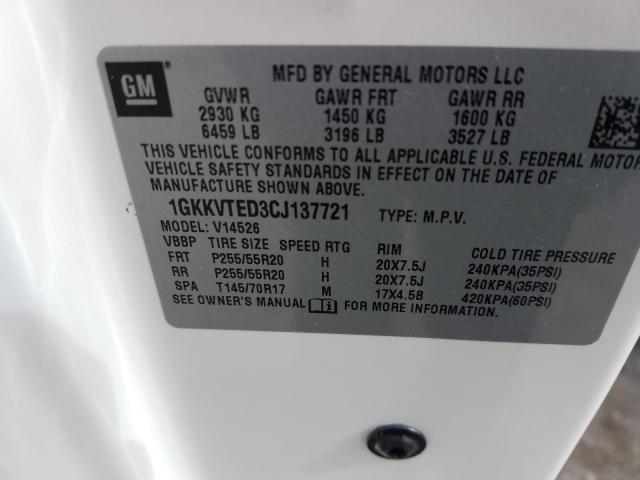 GM
MFD BY GENERAL MOTORS LLC
GVWR GAWR FRT GAWR RR
2930 KG 1450 KG 1600 KG
6459 LB 3196 LB 3527 LB
THIS VEHICLE CONFORMS TO ALL APPLICABLE U.S. FEDERAL MOTOR
VEHICLE SAFETY STANDARDS IN EFFECT ON THE DATE OF
MANUFACTURE SHOWN ABOVE.
1GKKVTED3CJ137721 TYPE: M.P.V.
MODEL: V14526
VBBP TIRE SIZE SPEED RTG RIM COLD TIRE PRESSURE
FRT P255/55R20 H 20X7.5J 240KPA(35PSI)
RR P255/55R20 H 20X7.5J 240KPA(35PSI)
SPA T145/70R17 M 17X4.5B 420KPA(60PSI)
SEE OWNER'S MANUAL FOR MORE INFORMATION.